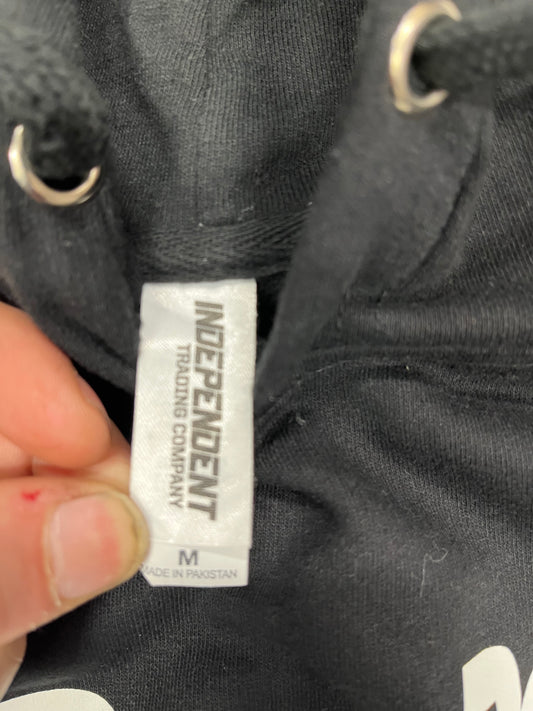 INDEPENDENT
TRADING COMPANY
M
MADE IN PAKISTAN